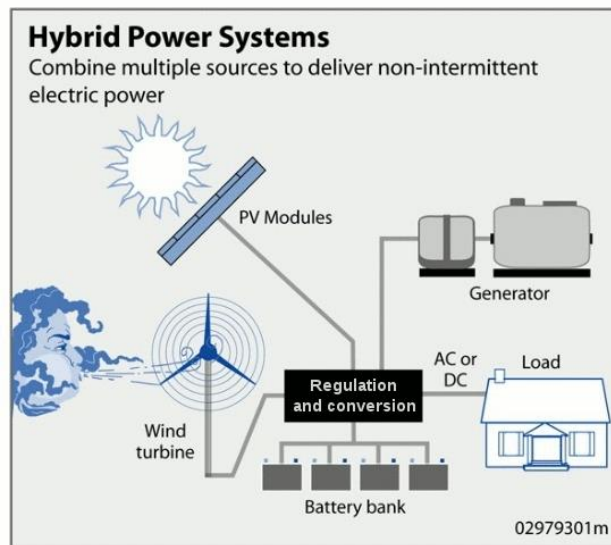 Hybrid Power Systems
Combine multiple sources to deliver non-intermittent
electric power
PV Modules
Generator
AC or
DC
Load
Regulation
and conversion
Wind
turbine
Battery bank
02979301m